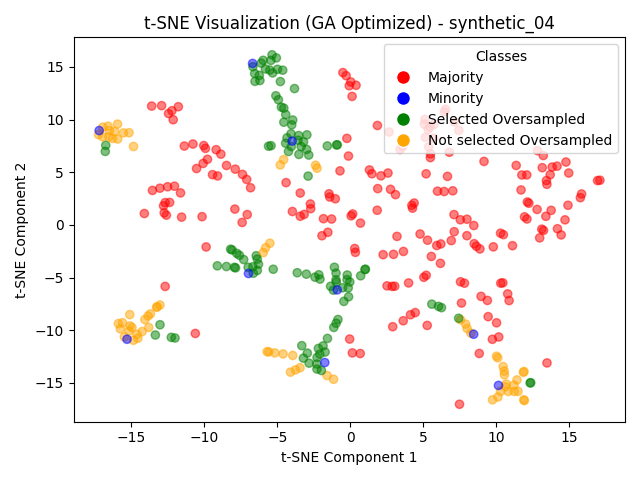 t-SNE Visualization (GA Optimized) - synthetic_04
Classes
Majority
Minority
Selected Oversampled
Not selected Oversampled
t-SNE Component 2
15
10
5
0
−5
−10
−15
−15
−10
−5
0
5
10
15
t-SNE Component 1